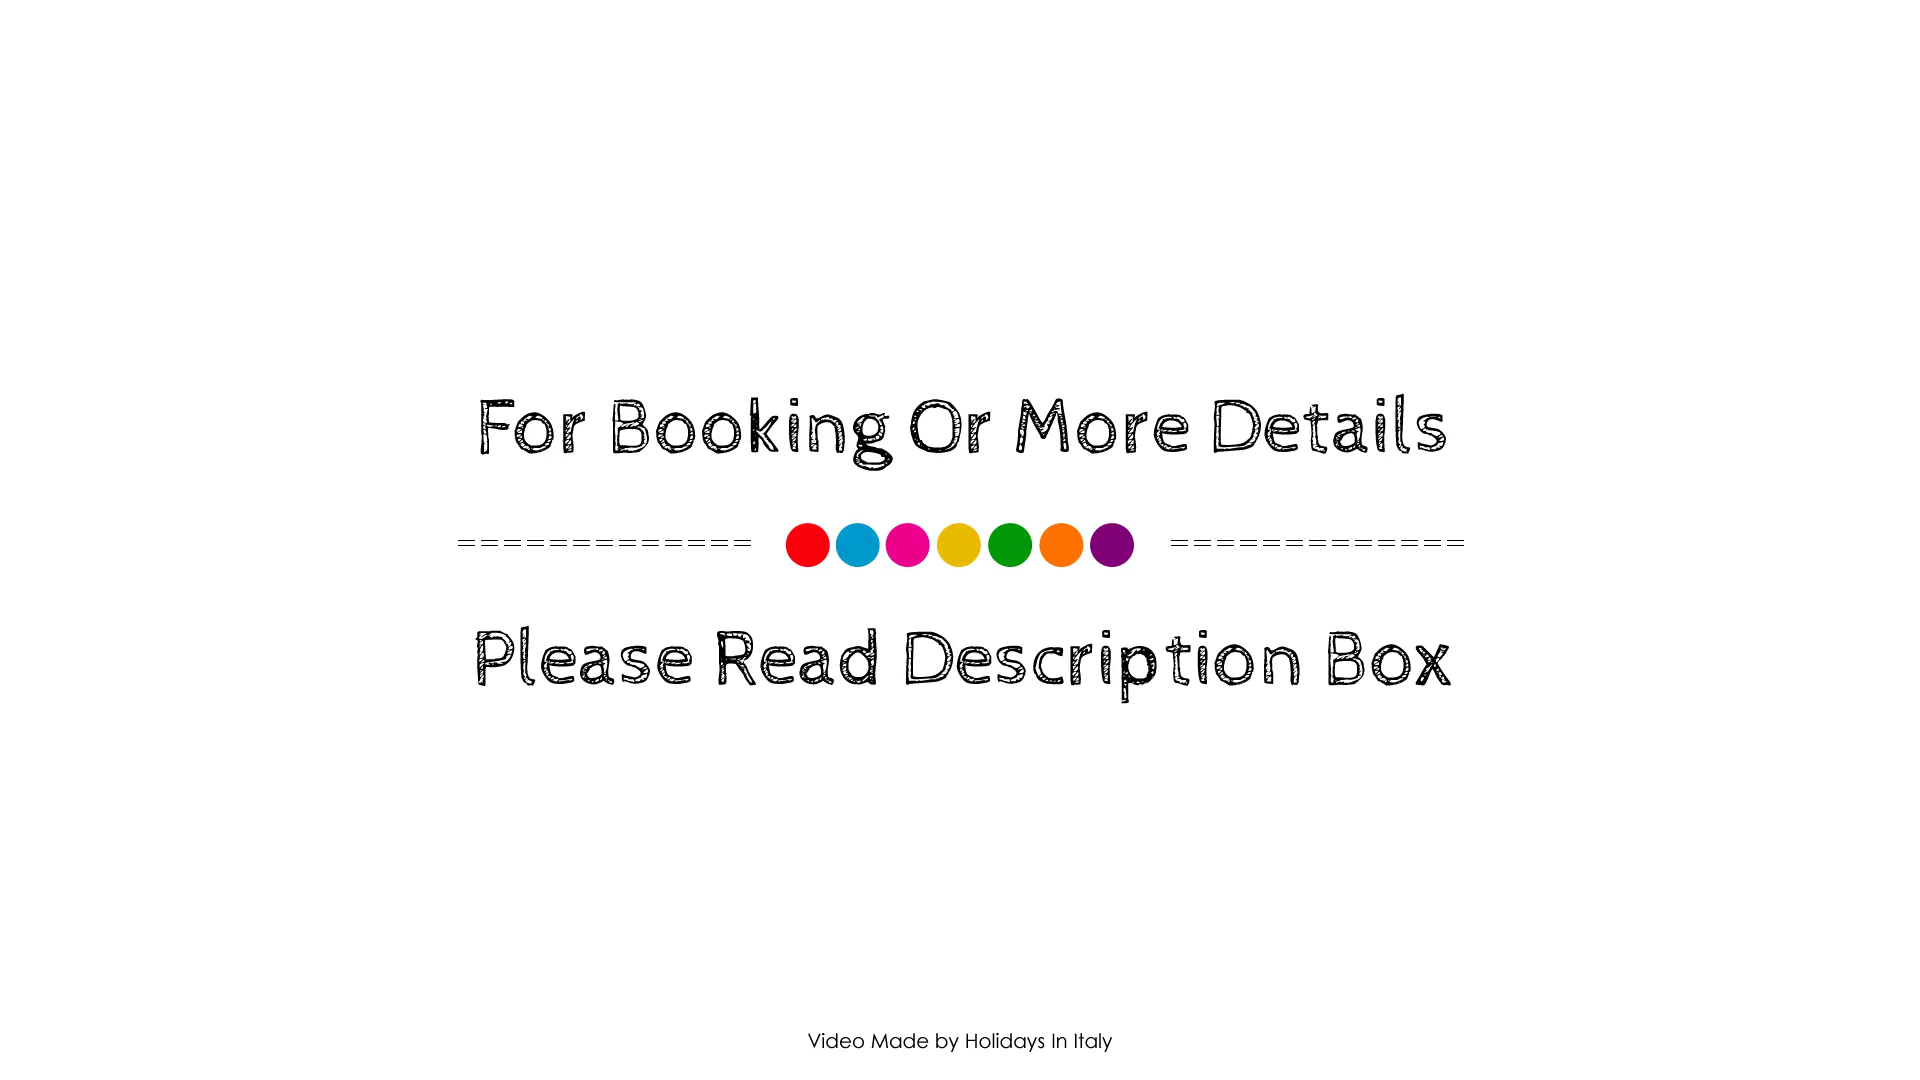 For Booking Or More Details
============= =============
Please Read Description Box
Video Made by Holidays In Italy